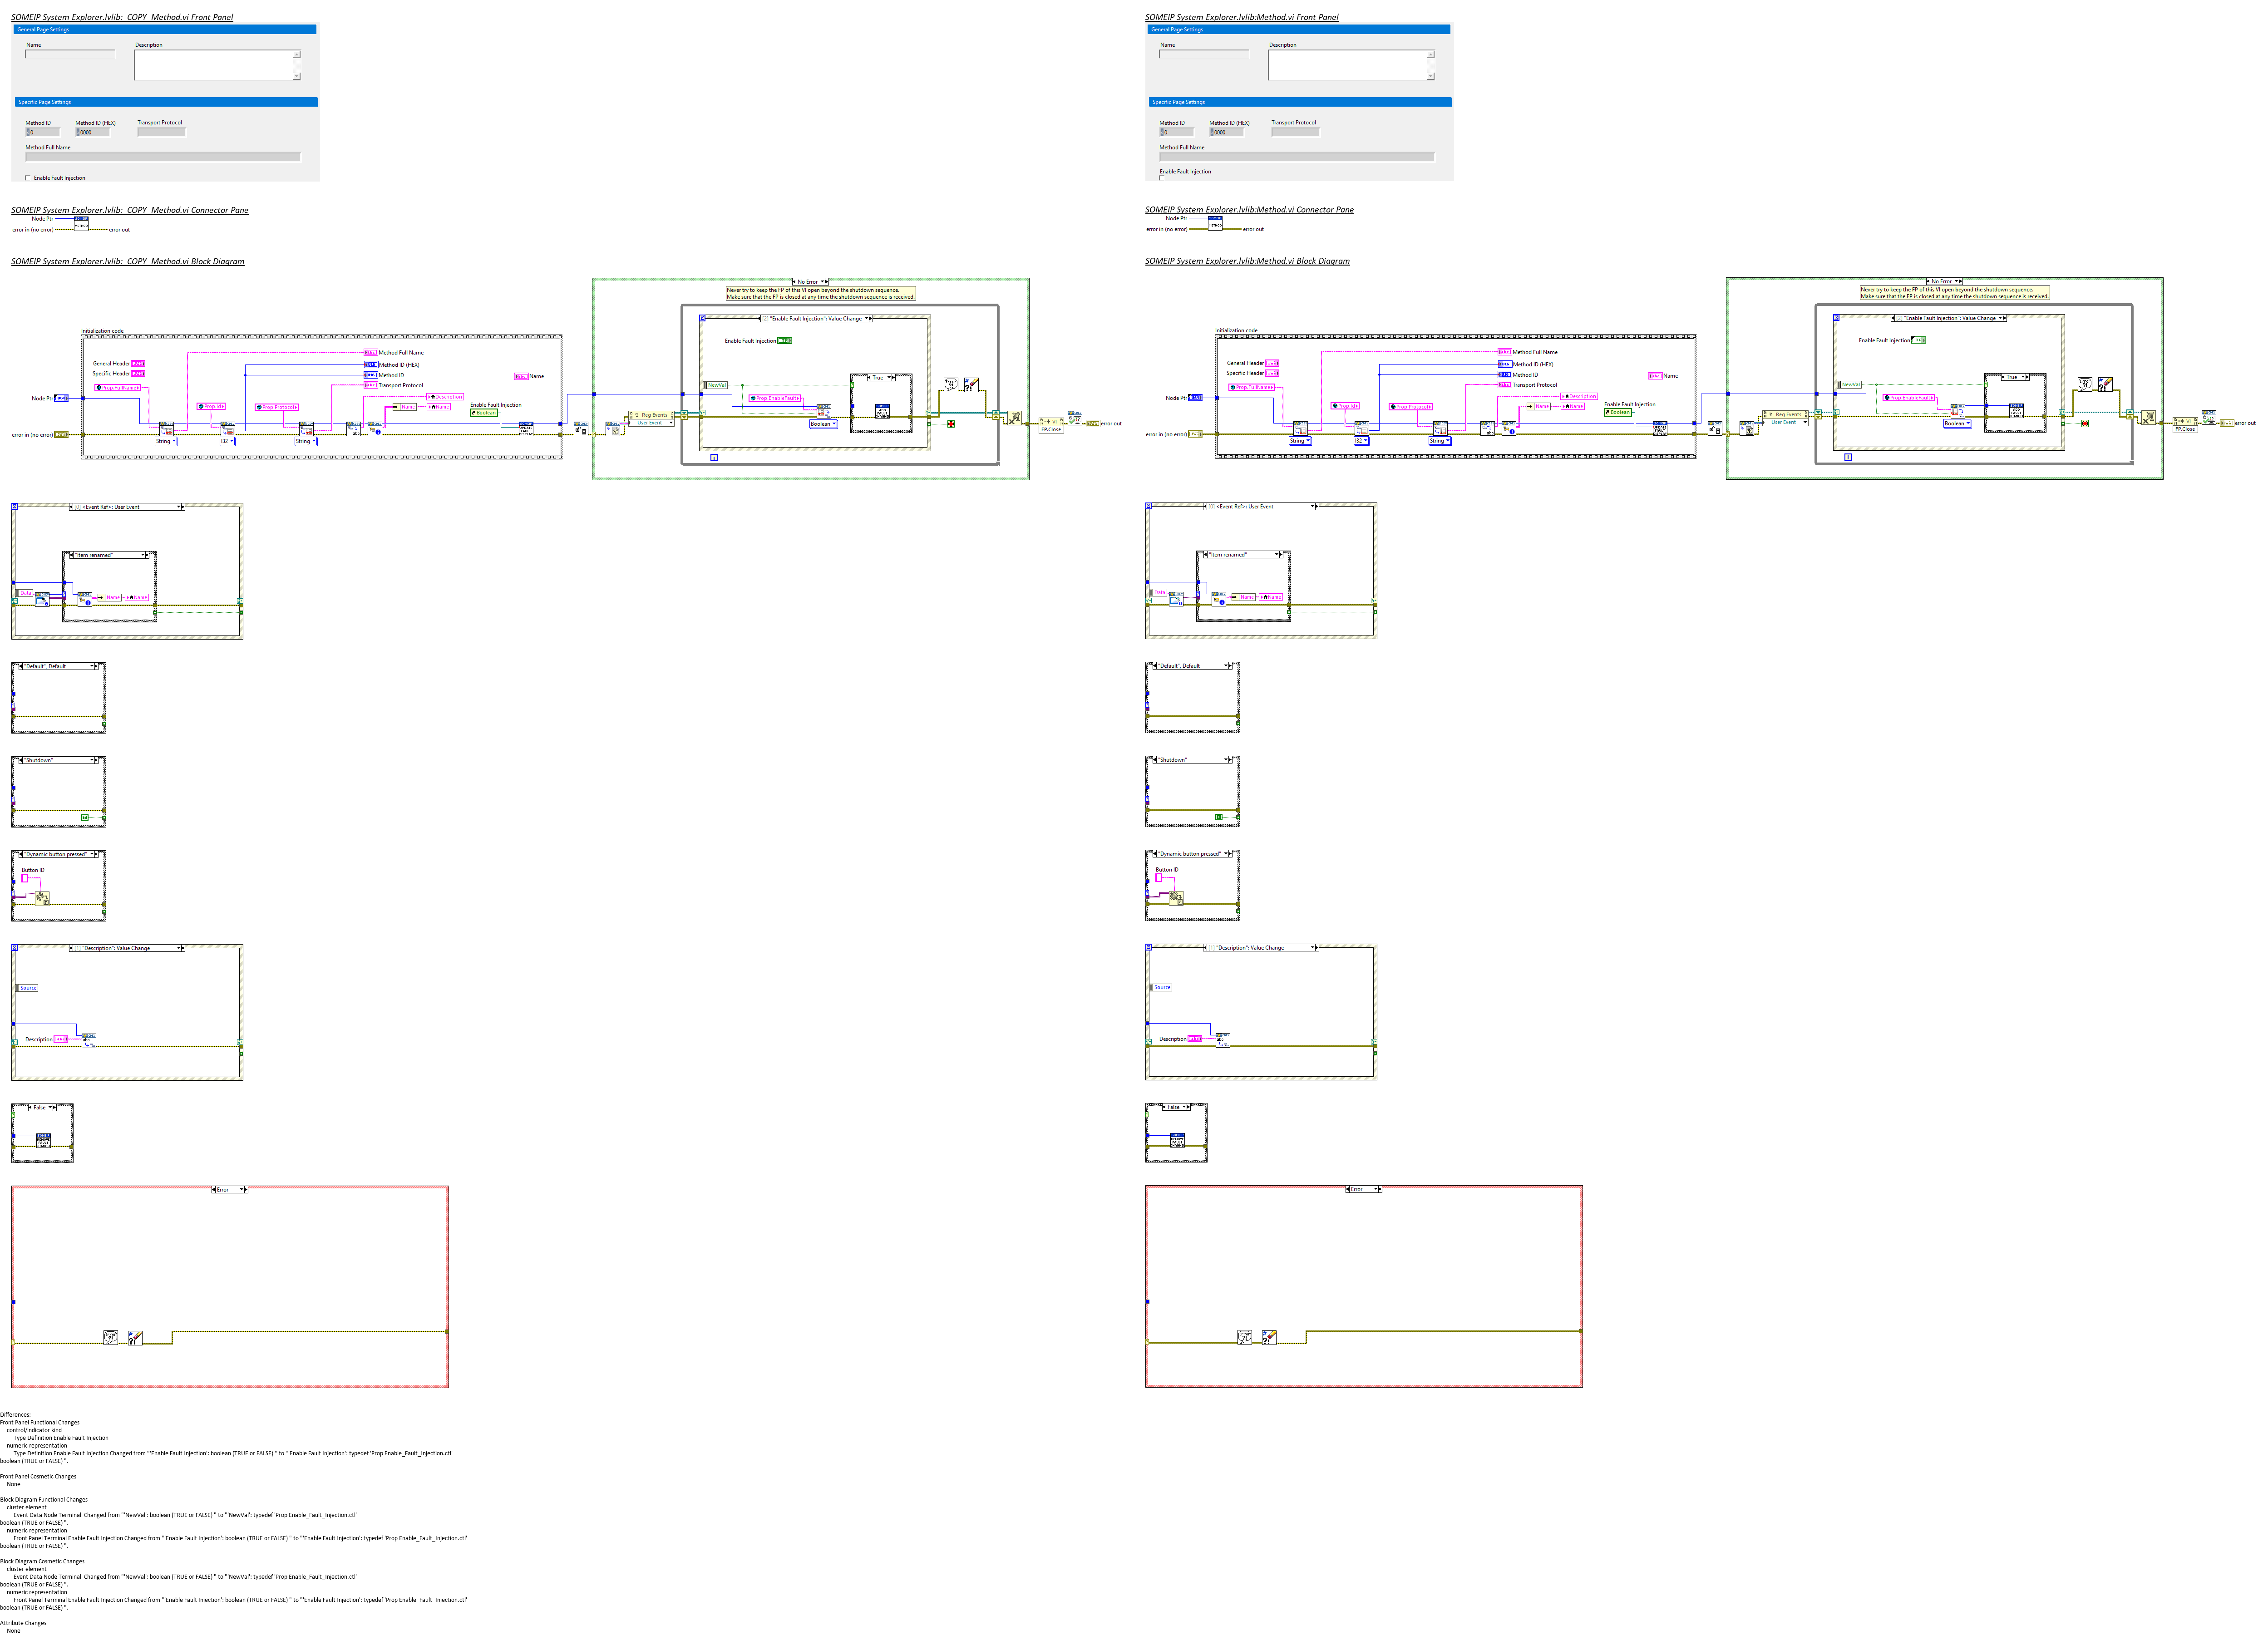 SOMEIP System Explorer.lvlib:_COPY_Method.vi Front Panel
General Page Settings
Name
Description
Specific Page Settings
Method ID
Method ID (HEX)
Transport Protocol
0
0000
Method Full Name
Enable Fault Injection
SOMEIP System Explorer.lvlib:_COPY_Method.vi Connector Pane
Node Ptr
SOMEIP
METHOD
error in (no error)
error out
SOMEIP System Explorer.lvlib:_COPY_Method.vi Block Diagram
No Error
Never try to keep the FP of this VI open beyond the shutdown sequence.
Make sure that the FP is closed at any time the shutdown sequence is received.
[2] "Enable Fault Injection": Value Change
Initialization code
Enable Fault Injection
Method Full Name
General Header
Method ID (HEX)
Specific Header
Method ID
Name
True
Prop.FullName
Transport Protocol
NewVal
Node Ptr
Description
Prop.EnableFault
Prop.Id
Prop.Protocol
Name
Name
Enable Fault Injection
Boolean
Reg Events
User Event
Boolean
error in (no error)
String
I32
String
FP.Close
error out
[0] <Event Ref>: User Event
"Item renamed"
Data
Name
Name
"Default", Default
"Shutdown"
"Dynamic button pressed"
Button ID
[1] "Description": Value Change
Source
Description
False
Error
SOMEIP System Explorer.lvlib:Method.vi Front Panel
General Page Settings
Name
Description
Specific Page Settings
Method ID
Method ID (HEX)
Transport Protocol
0
0000
Method Full Name
Enable Fault Injection
SOMEIP System Explorer.lvlib:Method.vi Connector Pane
Node Ptr
SOMEIP
METHOD
error in (no error)
error out
SOMEIP System Explorer.lvlib:Method.vi Block Diagram
No Error
Never try to keep the FP of this VI open beyond the shutdown sequence.
Make sure that the FP is closed at any time the shutdown sequence is received.
[2] "Enable Fault Injection": Value Change
Initialization code
Enable Fault Injection
Method Full Name
General Header
Method ID (HEX)
Specific Header
Method ID
Name
True
Prop.FullName
Transport Protocol
NewVal
Node Ptr
Description
Prop.EnableFault
Prop.Id
Prop.Protocol
Name
Name
Enable Fault Injection
Boolean
Reg Events
User Event
Boolean
error in (no error)
String
I32
String
FP.Close
error out
[0] <Event Ref>: User Event
"Item renamed"
Data
Name
Name
"Default", Default
"Shutdown"
"Dynamic button pressed"
Button ID
[1] "Description": Value Change
Source
Description
False
Error
Differences:
Front Panel Functional Changes
control/indicator kind
Type Definition Enable Fault Injection
numeric representation
Type Definition Enable Fault Injection Changed from "'Enable Fault Injection': boolean (TRUE or FALSE) " to "'Enable Fault Injection': typedef 'Prop Enable_Fault_Injection.ctl'
boolean (TRUE or FALSE) ".
Front Panel Cosmetic Changes
None
Block Diagram Functional Changes
cluster element
Event Data Node Terminal  Changed from "'NewVal': boolean (TRUE or FALSE) " to "'NewVal': typedef 'Prop Enable_Fault_Injection.ctl'
boolean (TRUE or FALSE) ".
numeric representation
Front Panel Terminal Enable Fault Injection Changed from "'Enable Fault Injection': boolean (TRUE or FALSE) " to "'Enable Fault Injection': typedef 'Prop Enable_Fault_Injection.ctl'
boolean (TRUE or FALSE) ".
Block Diagram Cosmetic Changes
cluster element
Event Data Node Terminal  Changed from "'NewVal': boolean (TRUE or FALSE) " to "'NewVal': typedef 'Prop Enable_Fault_Injection.ctl'
boolean (TRUE or FALSE) ".
numeric representation
Front Panel Terminal Enable Fault Injection Changed from "'Enable Fault Injection': boolean (TRUE or FALSE) " to "'Enable Fault Injection': typedef 'Prop Enable_Fault_Injection.ctl'
boolean (TRUE or FALSE) ".
Attribute Changes
None